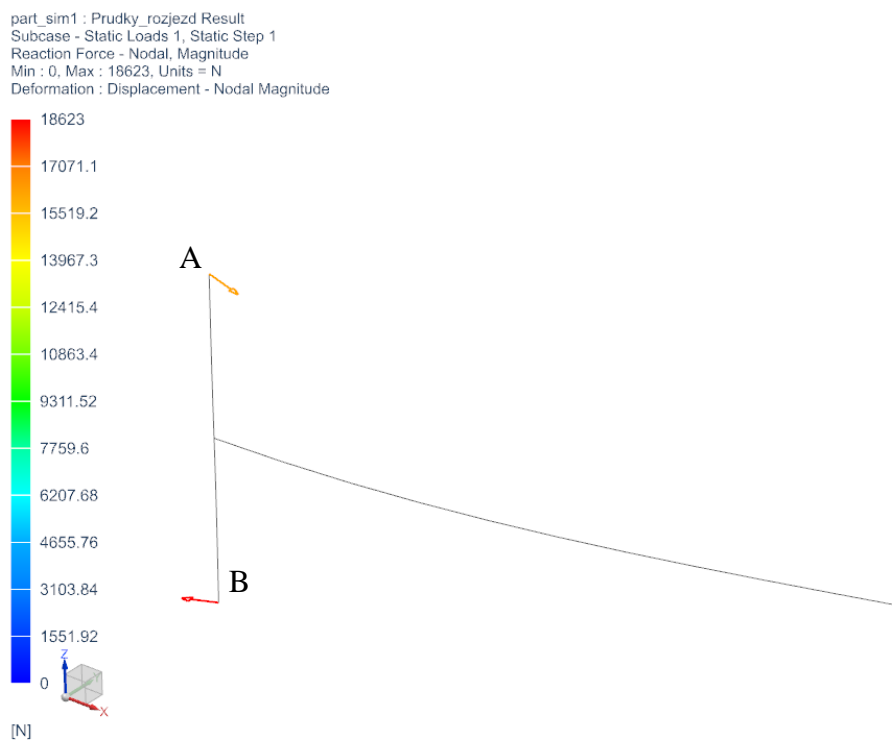 part_sim1 : Prudky_rozjezd Result
Subcase - Static Loads 1, Static Step 1
Reaction Force - Nodal, Magnitude
Min : 0, Max : 18623, Units = N
Deformation : Displacement - Nodal Magnitude
18623
17071.1
15519.2
13967.3
12415.4
10863.4
9311.52
7759.6
6207.68
4655.76
3103.84
1551.92
0
[N]
A
B
Z
Y
X